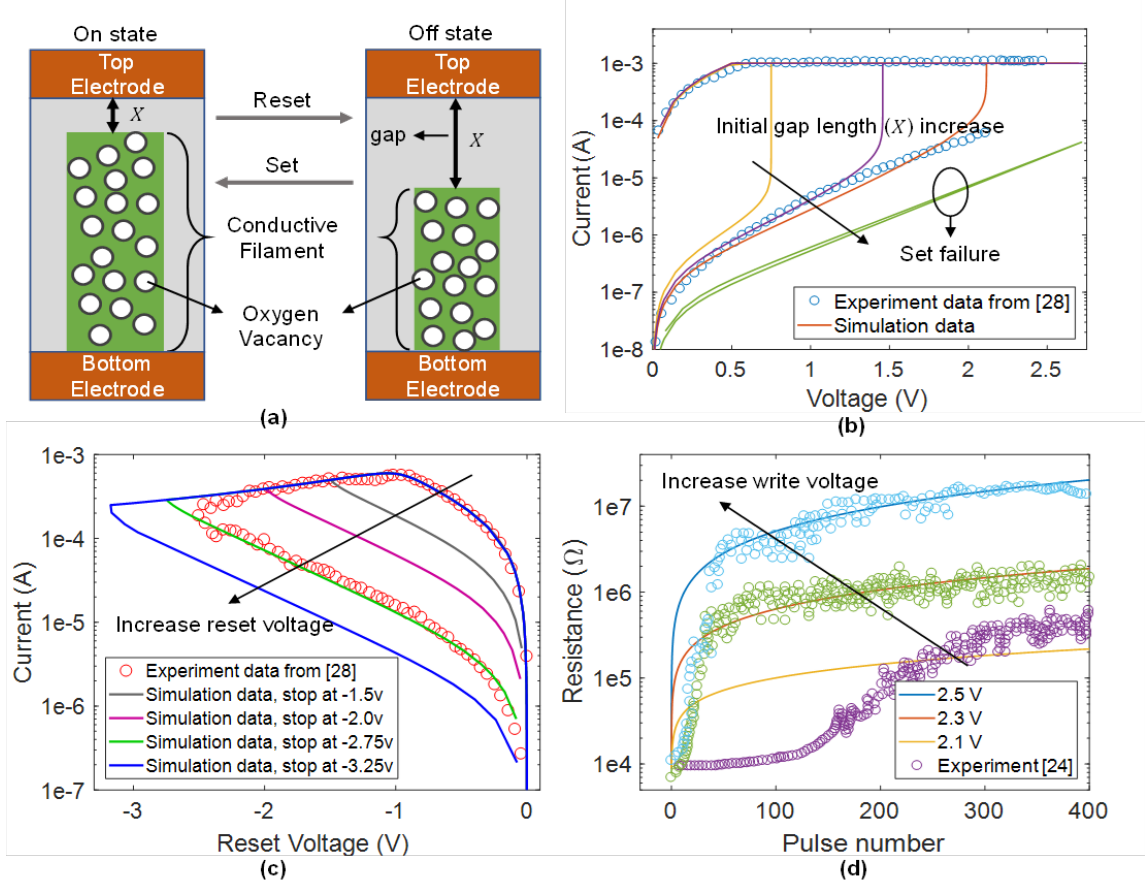 On state
Off state
Top
Electrode
Top
Electrode
X
Reset
gap
X
Set
Conductive
Filament
Oxygen
Vacancy
Bottom
Electrode
Bottom
Electrode
(a)
Current (A)
1e-3
1e-4
1e-5
1e-6
1e-7
1e-8
Initial gap length (X) increase
Set failure
Experiment data from [28]
Simulation data
0 0.5 1 1.5 2 2.5
Voltage (V)
(b)
Current (A)
1e-3
1e-4
1e-5
1e-6
1e-7
Increase reset voltage
Experiment data from [28]
Simulation data, stop at -1.5v
Simulation data, stop at -2.0v
Simulation data, stop at -2.75v
Simulation data, stop at -3.25v
-3 -2 -1 0
Reset Voltage (V)
(c)
Resistance (Ω)
1e7
1e6
1e5
1e4
Increase write voltage
2.5 V
2.3 V
2.1 V
Experiment [24]
0 100 200 300 400
Pulse number
(d)